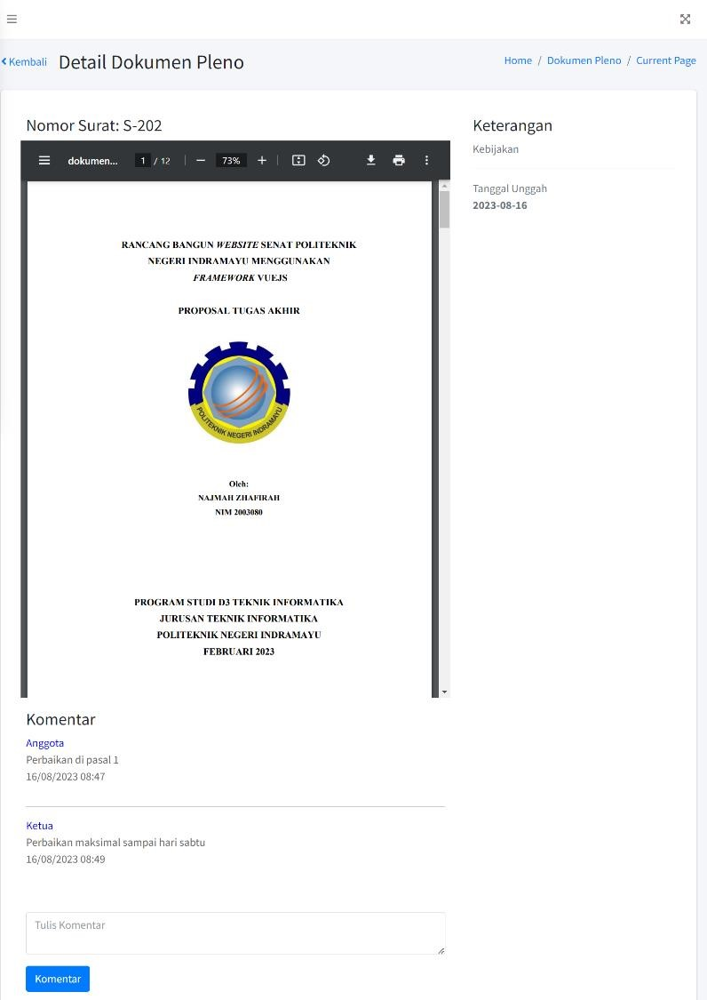 Kembali Detail Dokumen Pleno
Home / Dokumen Pleno / Current Page
Nomor Surat: S-202
dokumen... 1 / 12 73%
RANCANG BANGUN WEBSITE SENAT POLITEKNIK
NEGERI INDRAMAYU MENGGUNAKAN
FRAMEWORK VUEJS
PROPOSAL TUGAS AKHIR
POLITEKNIK NEGERI INDRAMAYU
Oleh:
NAJMAH ZHAFIRAH
NIM 2003080
PROGRAM STUDI D3 TEKNIK INFORMATIKA
JURUSAN TEKNIK INFORMATIKA
POLITEKNIK NEGERI INDRAMAYU
FEBRUARI 2023
Keterangan
Kebijakan
Tanggal Unggah
2023-08-16
Komentar
Anggota
Perbaikan di pasal 1
16/08/2023 08:47
Ketua
Perbaikan maksimal sampai hari sabtu
16/08/2023 08:49
Tulis Komentar
Komentar